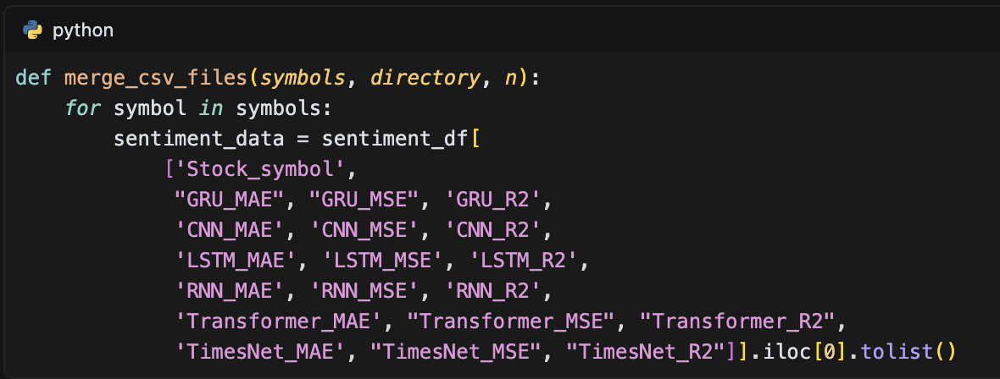 python
def merge_csv_files(symbols, directory, n):
    for symbol in symbols:
        sentiment_data = sentiment_df[
            ['Stock_symbol',
             "GRU_MAE", "GRU_MSE", 'GRU_R2',
             'CNN_MAE', 'CNN_MSE', 'CNN_R2',
             'LSTM_MAE', 'LSTM_MSE', 'LSTM_R2',
             'RNN_MAE', 'RNN_MSE', 'RNN_R2',
             'Transformer_MAE', "Transformer_MSE", "Transformer_R2",
             'TimesNet_MAE', "TimesNet_MSE", "TimesNet_R2"]].iloc[0].tolist()